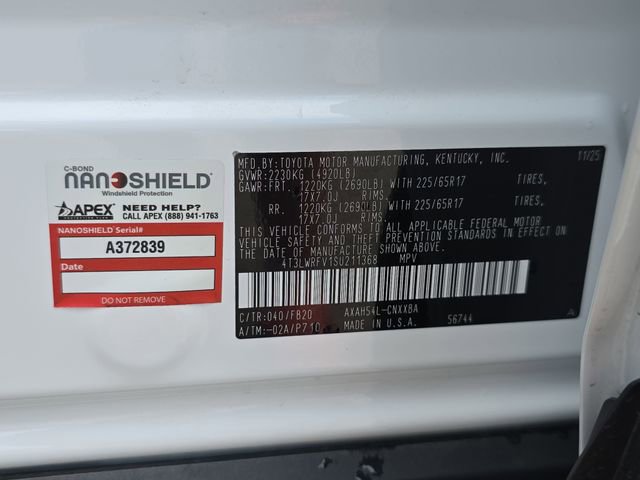 C-BOND
NANOSHIELD
Windshield Protection
APEX
NEED HELP?
CALL APEX (888) 941-1763
NANOSHIELD Serial#
A372839
Date
DO NOT REMOVE
MFD.BY:TOYOTA MOTOR MANUFACTURING, KENTUCKY, INC. 11/25
GVWR:2230KG (4920LB)
GAWR:FRT. 1220KG (2690LB) WITH 225/65R17 TIRES,
17X7.0J RIMS
RR. 1220KG (2690LB) WITH 225/65R17 TIRES,
17X7.0J RIMS
THIS VEHICLE CONFORMS TO ALL APPLICABLE FEDERAL MOTOR
VEHICLE SAFETY AND THEFT PREVENTION STANDARDS IN EFFECT ON
THE DATE OF MANUFACTURE SHOWN ABOVE.
4T3LWRFV1SU211368 MPV
C/TR:040/FB20 AXAH54L-CNXXBA A
A/TM:-02A/P710 MADE IN U.S.A. 56744